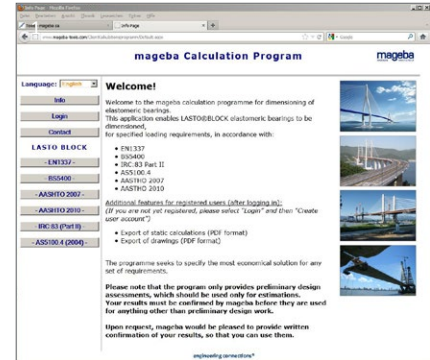 Info Page - Mozilla Firefox
Info Page
mageba Calculation Program
mageba
Language: English
Info
Login
Contact
LASTO BLOCK
- EN1337 -
- BS5400 -
- AASHTO 2007 -
- AASHTO 2010 -
- IRC:83 (Part II) -
- AS5100.4 (2004) -
Welcome!
Welcome to the mageba calculation programme for dimensioning of
elastomeric bearings.
This application enables LASTO®BLOCK elastomeric bearings to be
dimensioned,
for specified loading requirements, in accordance with:
• EN1337
• BS5400
• IRC:83 Part II
• AS5100.4
• AASTHO 2007
• AASTHO 2010
Additional features for registered users (after logging in):
(If you are not yet registered, please select "Login" and then "Create
user account")
• Export of static calculations (PDF format)
• Export of drawings (PDF format)
The programme seeks to specify the most economical solution for any
set of requirements.
Please note that the program only provides preliminary design
assessments, which should be used only for estimations.
Your results must be confirmed by mageba before they are used
for anything other than preliminary design work.
Upon request, mageba would be pleased to provide written
confirmation of your results, so that you can use them.
engineering connections®